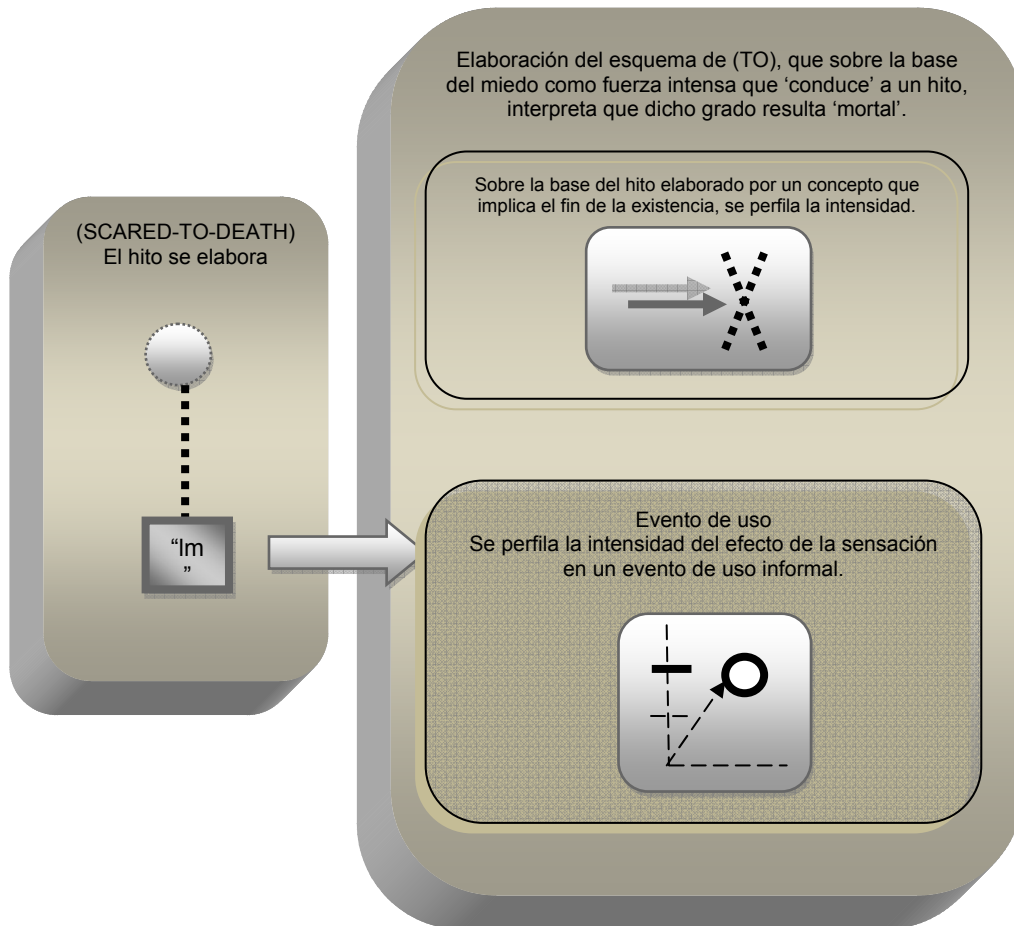 (SCARED-TO-DEATH)
El hito se elabora
“Im
”
Elaboración del esquema de (TO), que sobre la base
del miedo como fuerza intensa que ‘conduce’ a un hito,
interpreta que dicho grado resulta ‘mortal’.
Sobre la base del hito elaborado por un concepto que
implica el fin de la existencia, se perfila la intensidad.
Evento de uso
Se perfila la intensidad del efecto de la sensación
en un evento de uso informal.